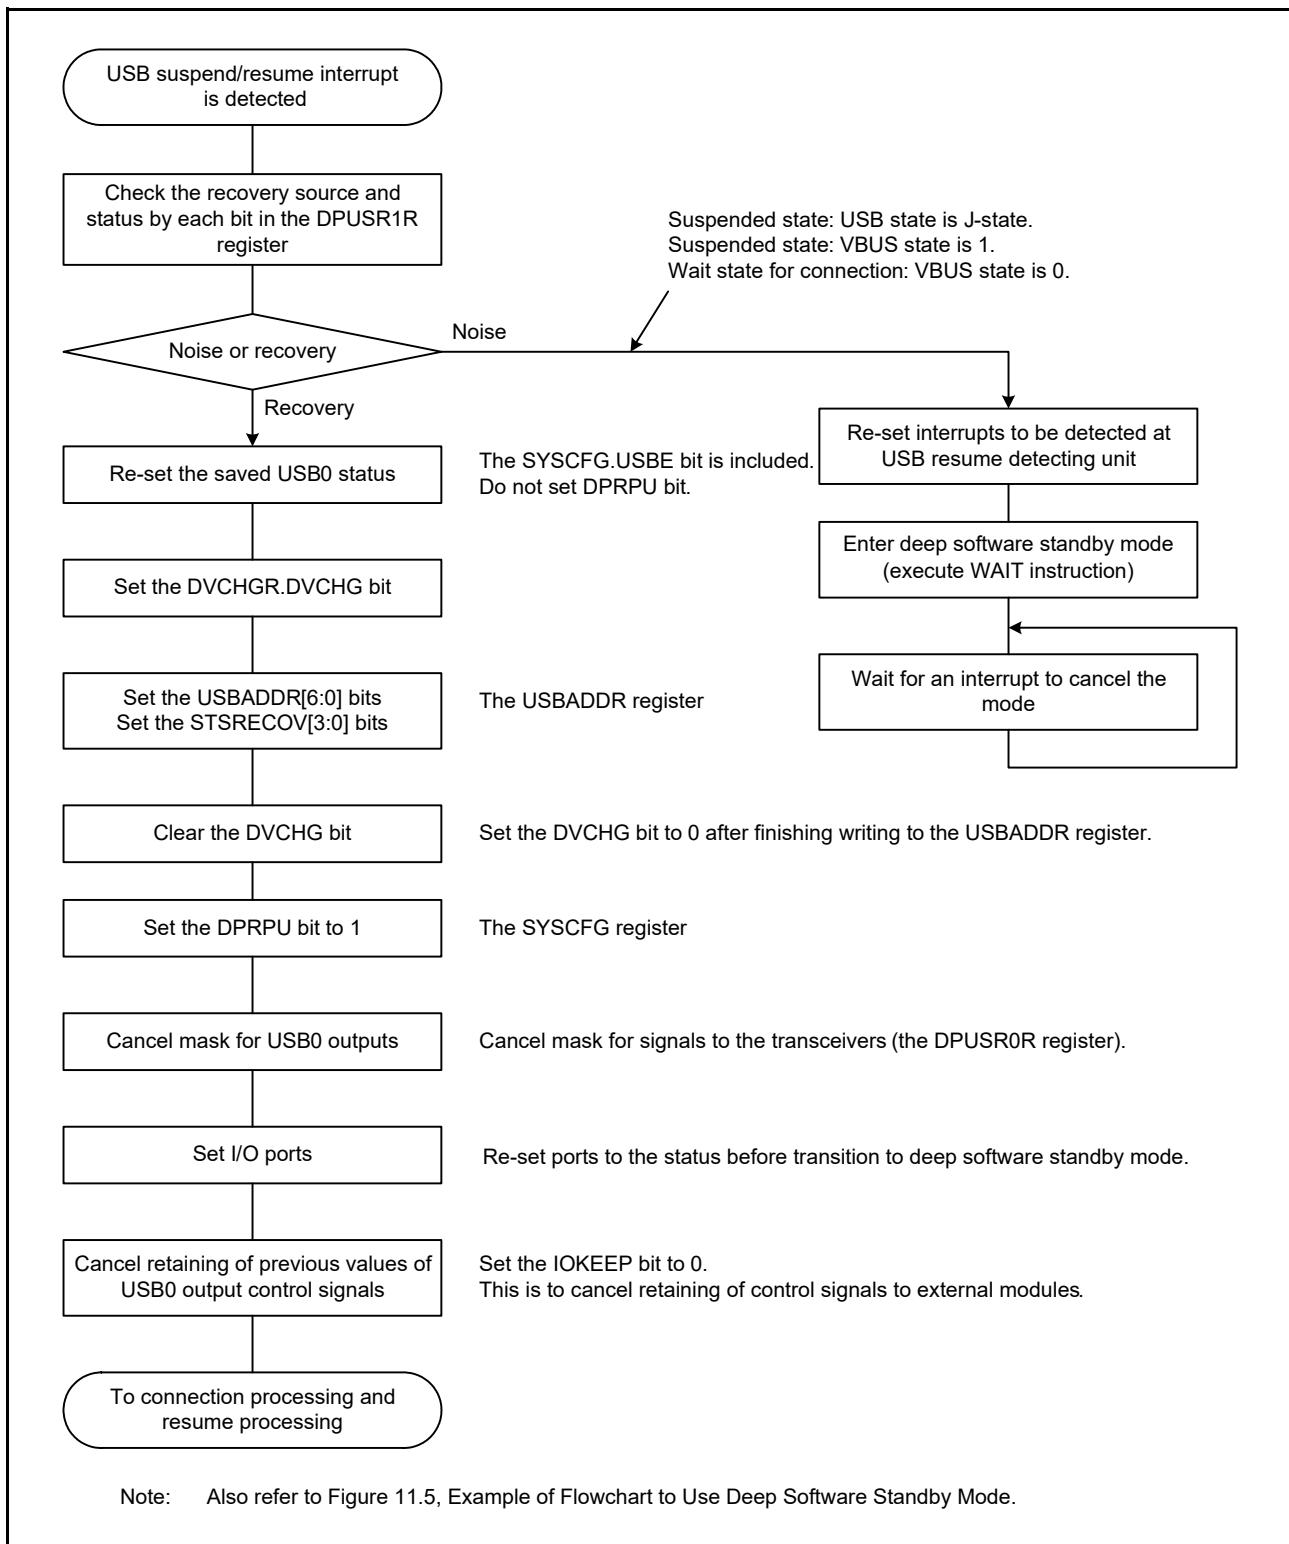 USB suspend/resume interrupt
is detected
Check the recovery source and
status by each bit in the DPUSR1R
register
Suspended state: USB state is J-state.
Suspended state: VBUS state is 1.
Wait state for connection: VBUS state is 0.
Noise or recovery
Noise
Recovery
Re-set the saved USB0 status
The SYSCFG.USBE bit is included.
Do not set DPRPU bit.
Re-set interrupts to be detected at
USB resume detecting unit
Enter deep software standby mode
(execute WAIT instruction)
Wait for an interrupt to cancel the
mode
Set the DVCHGR.DVCHG bit
Set the USBADDR[6:0] bits
Set the STSRECOV[3:0] bits
The USBADDR register
Clear the DVCHG bit
Set the DVCHG bit to 0 after finishing writing to the USBADDR register.
Set the DPRPU bit to 1
The SYSCFG register
Cancel mask for USB0 outputs
Cancel mask for signals to the transceivers (the DPUSR0R register).
Set I/O ports
Re-set ports to the status before transition to deep software standby mode.
Cancel retaining of previous values of
USB0 output control signals
Set the IOKEEP bit to 0.
This is to cancel retaining of control signals to external modules.
To connection processing and
resume processing
Note: Also refer to Figure 11.5, Example of Flowchart to Use Deep Software Standby Mode.